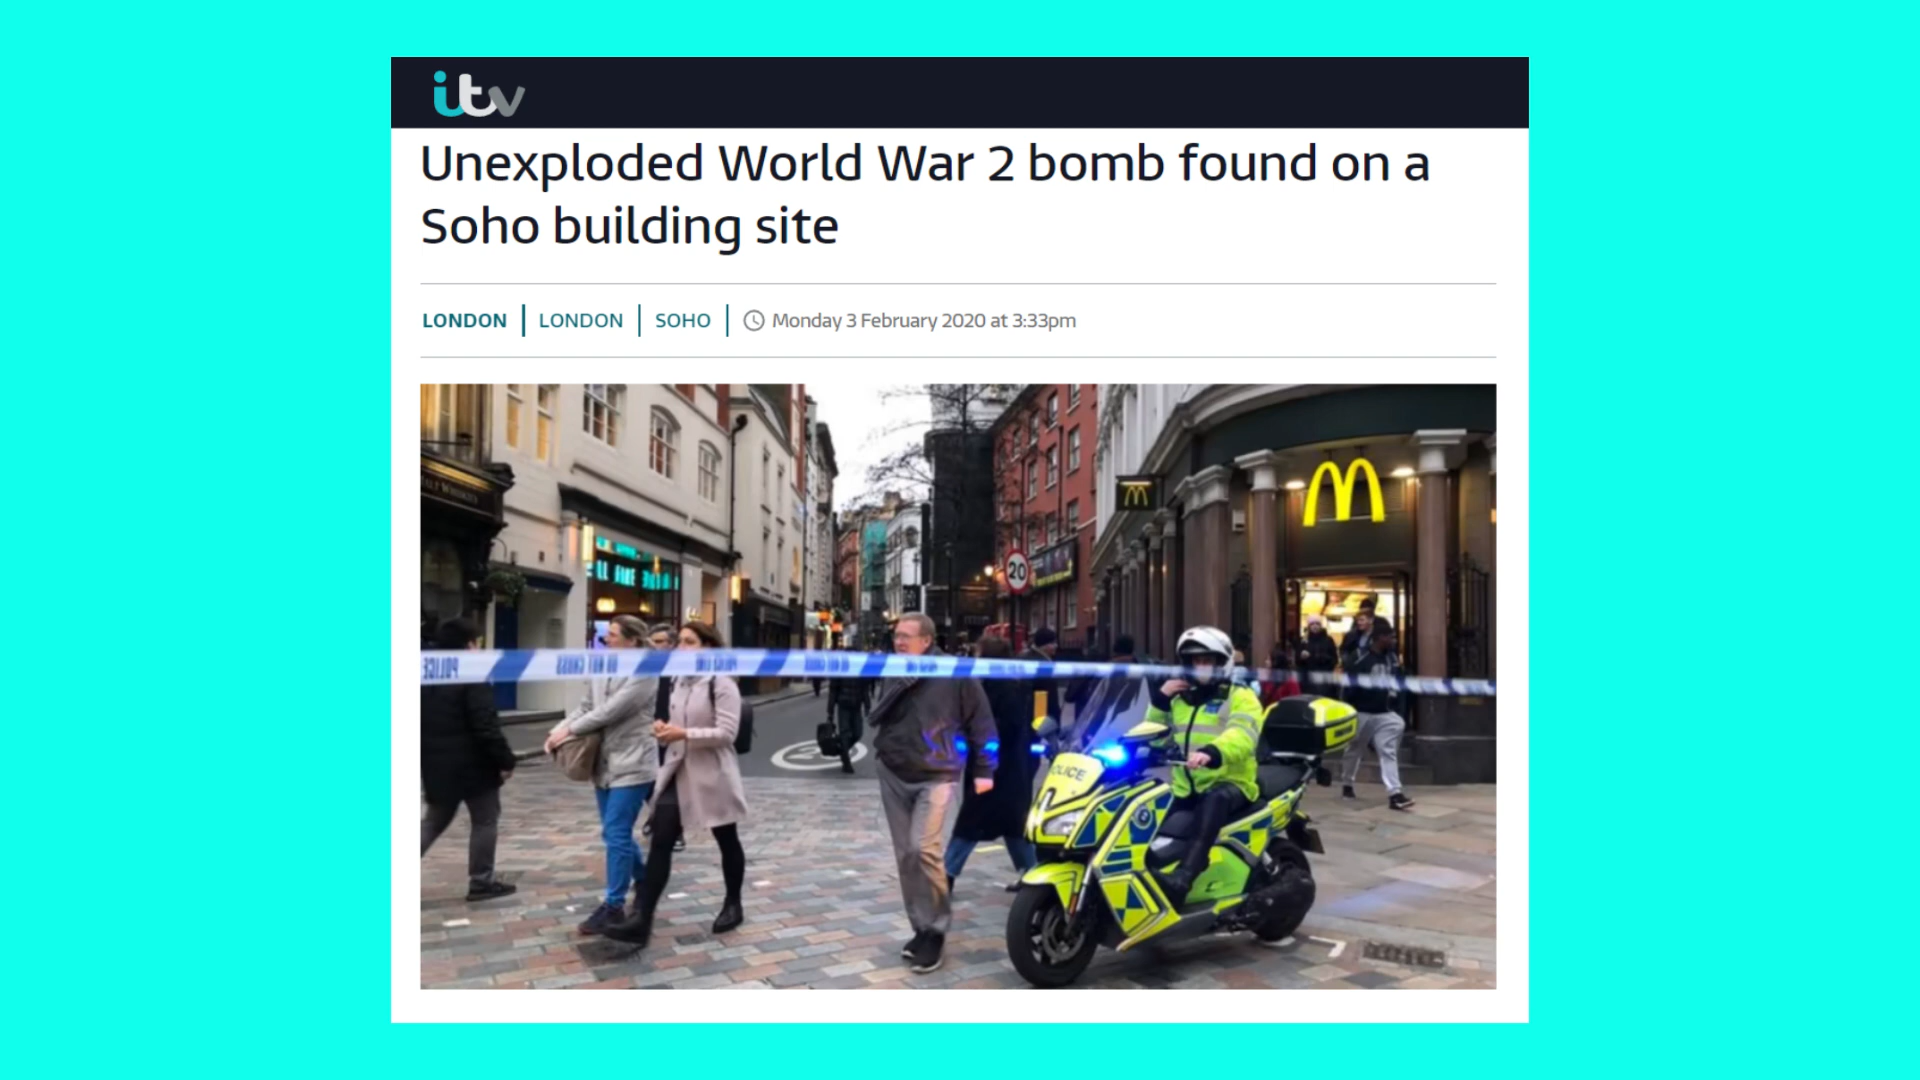 itv
Unexploded World War 2 bomb found on a
Soho building site
LONDON
LONDON
SOHO
Monday 3 February 2020 at 3:33pm
20
POLICE